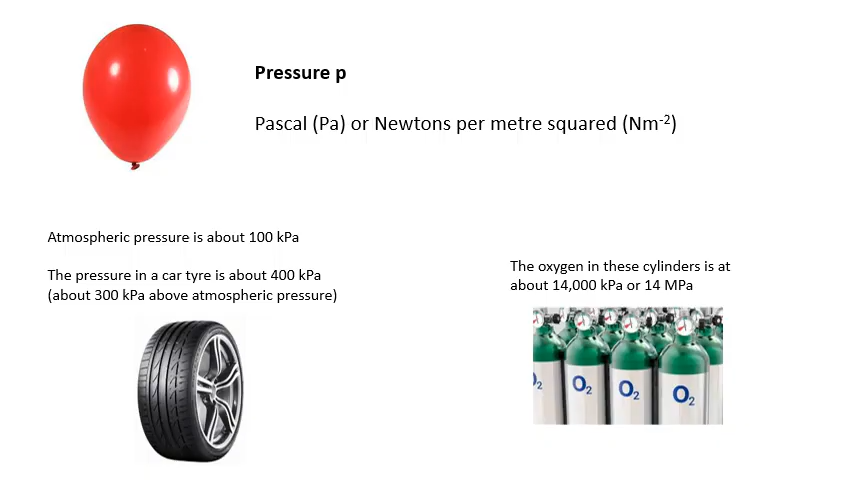 Pressure p
Pascal (Pa) or Newtons per metre squared (Nm⁻²)
Atmospheric pressure is about 100 kPa
The pressure in a car tyre is about 400 kPa
(about 300 kPa above atmospheric pressure)
The oxygen in these cylinders is at
about 14,000 kPa or 14 MPa
O₂ O₂ O₂